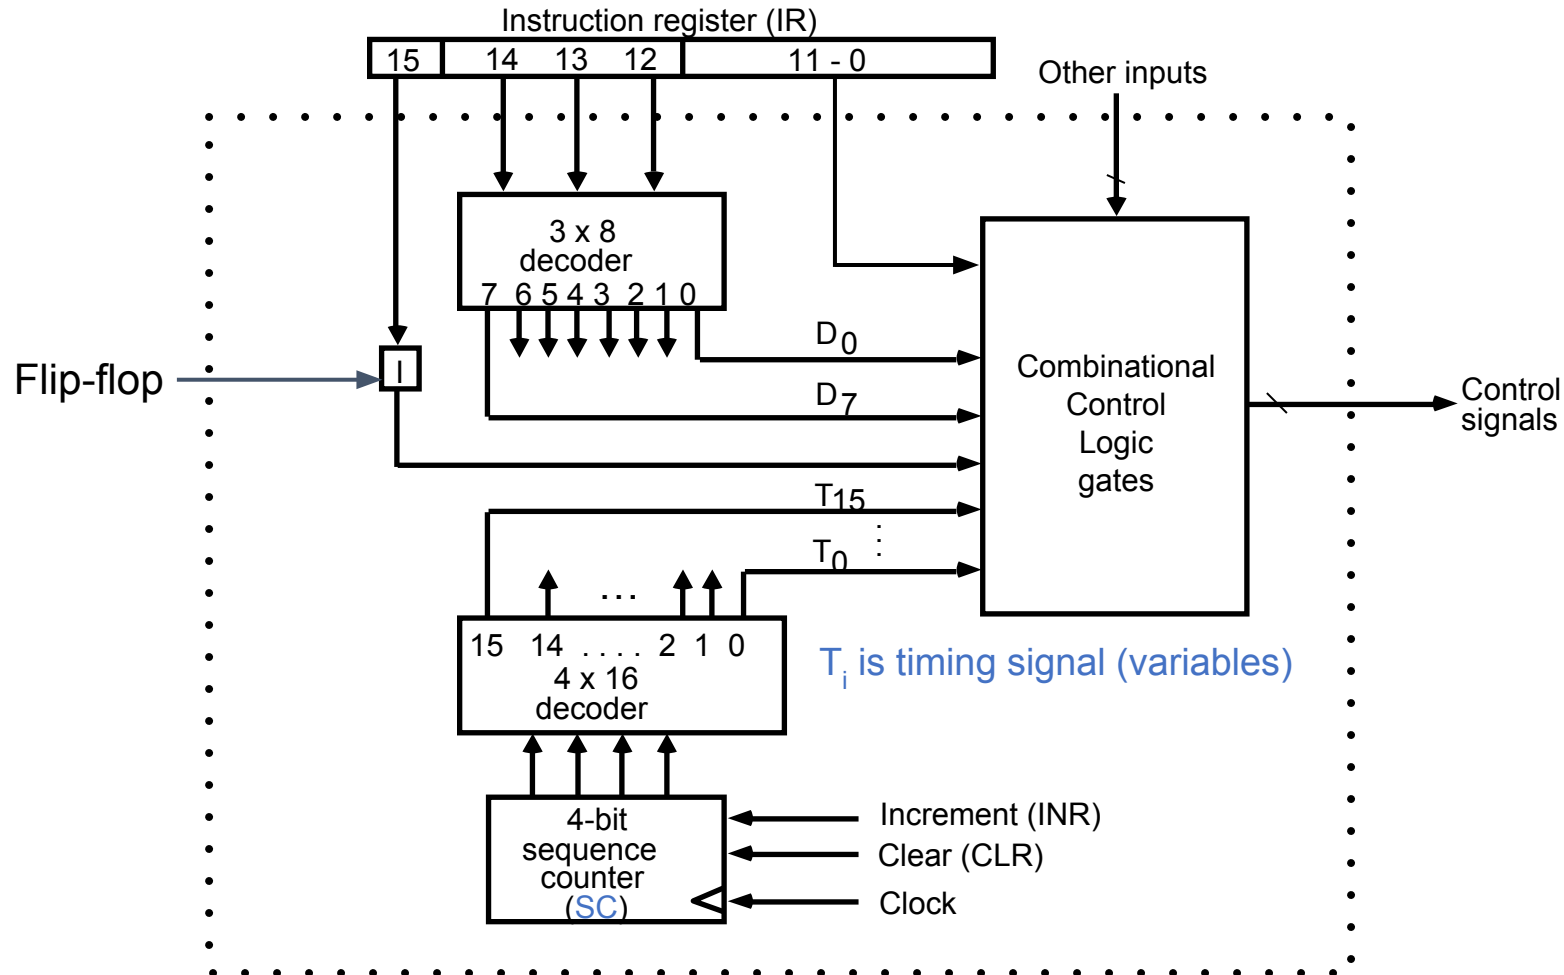 Instruction register (IR)
15 14 13 12 11 - 0
Other inputs
3 x 8
decoder
7 6 5 4 3 2 1 0
D0
Combinational
Control
Logic
gates
I
Flip-flop
D7
Control
signals
T15
T0
...
15 14 . . . . 2 1 0
4 x 16
decoder
Ti is timing signal (variables)
4-bit
sequence
counter
(SC)
Increment (INR)
Clear (CLR)
Clock